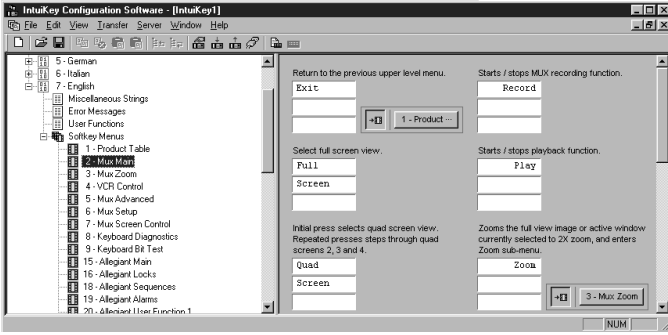 IntuiKey Configuration Software - [IntuiKey1]
File Edit View Transfer Server Window Help
5 - German
6 - Italian
7 - English
Miscellaneous Strings
Error Messages
User Functions
Softkey Menus
1 - Product Table
2 - Mux Main
3 - Mux Zoom
4 - VCR Control
5 - Mux Advanced
6 - Mux Setup
7 - Mux Screen Control
8 - Keyboard Diagnostics
9 - Keyboard Bit Test
15 - Allegiant Main
16 - Allegiant Locks
18 - Allegiant Sequences
19 - Allegiant Alarms
20 - Allegiant User Function 1
Return to the previous upper level menu.
Exit
1 - Product ...
Starts / stops MUX recording function.
Record
Select full screen view.
Full
Screen
Starts / stops playback function.
Play
Initial press selects quad screen view.
Repeated presses steps through quad
screens 2, 3 and 4.
Quad
Screen
Zooms the full view image or active window
currently selected to 2X zoom, and enters
Zoom sub-menu.
Zoom
3 - Mux Zoom
NUM